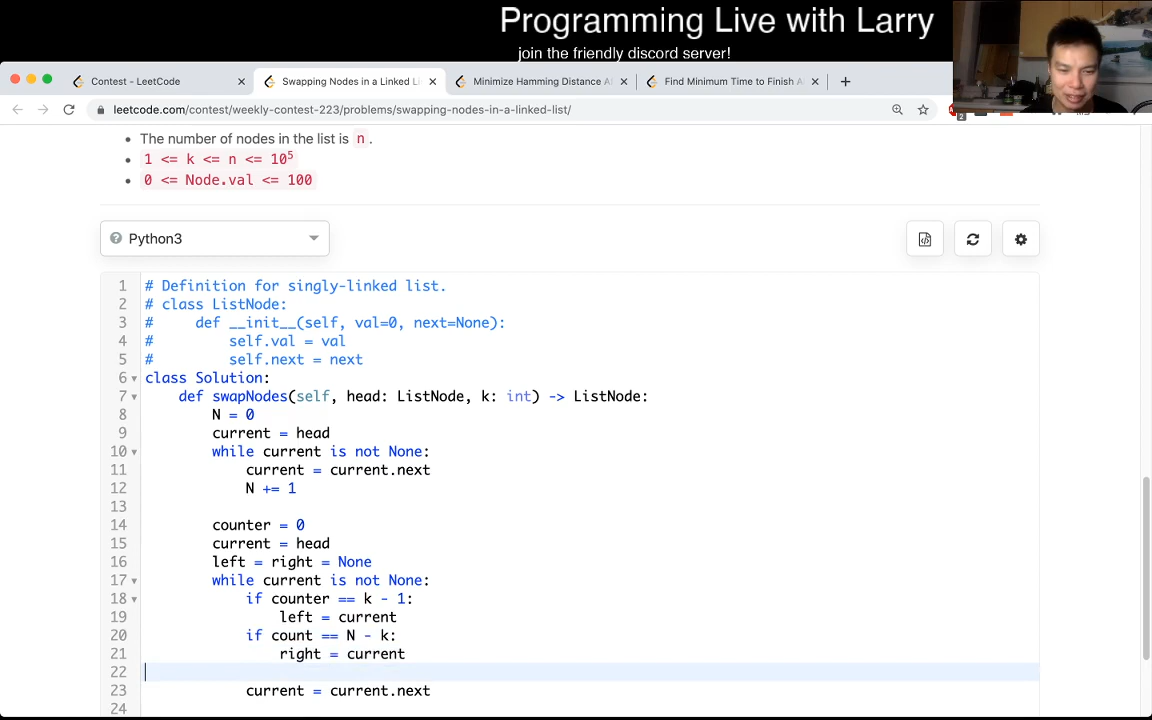 Programming Live with Larry
join the friendly discord server!
Contest - LeetCode
Swapping Nodes in a Linked Li
Minimize Hamming Distance A
Find Minimum Time to Finish A
leetcode.com/contest/weekly-contest-223/problems/swapping-nodes-in-a-linked-list/
2
• The number of nodes in the list is n.
• 1 <= k <= n <= 10⁵
• 0 <= Node.val <= 100
Python3
1 # Definition for singly-linked list.
2 # class ListNode:
3 #     def __init__(self, val=0, next=None):
4 #         self.val = val
5 #         self.next = next
6 class Solution:
7     def swapNodes(self, head: ListNode, k: int) -> ListNode:
8         N = 0
9         current = head
10         while current is not None:
11             current = current.next
12             N += 1
13
14         counter = 0
15         current = head
16         left = right = None
17         while current is not None:
18             if counter == k - 1:
19                 left = current
20             if count == N - k:
21                 right = current
22
23             current = current.next
24